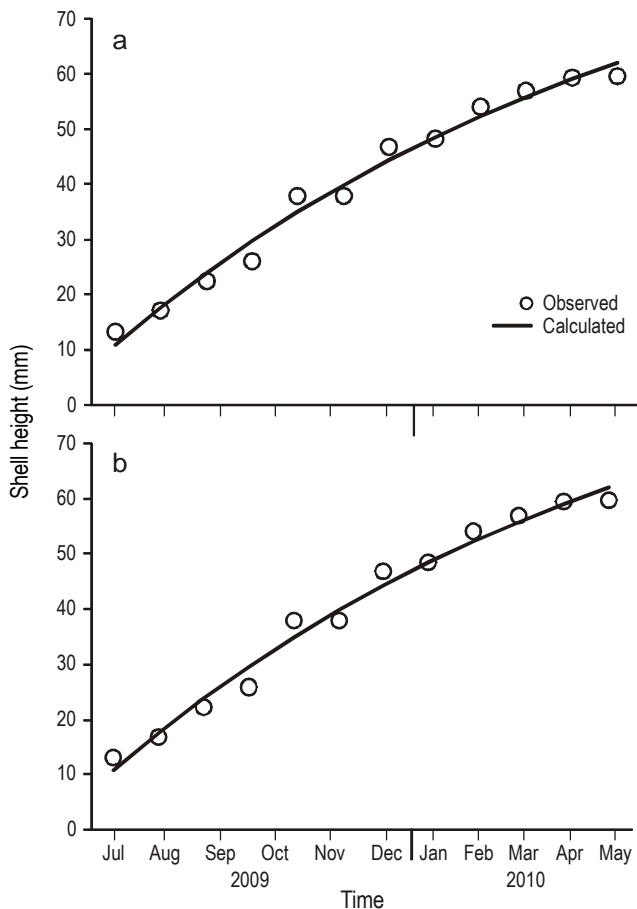 70
a
60
50
40
30
20
10
0
Observed
Calculated
Shell height (mm)
70
b
60
50
40
30
20
10
0
Jul Aug Sep Oct Nov Dec Jan Feb Mar Apr May
2009 2010
Time